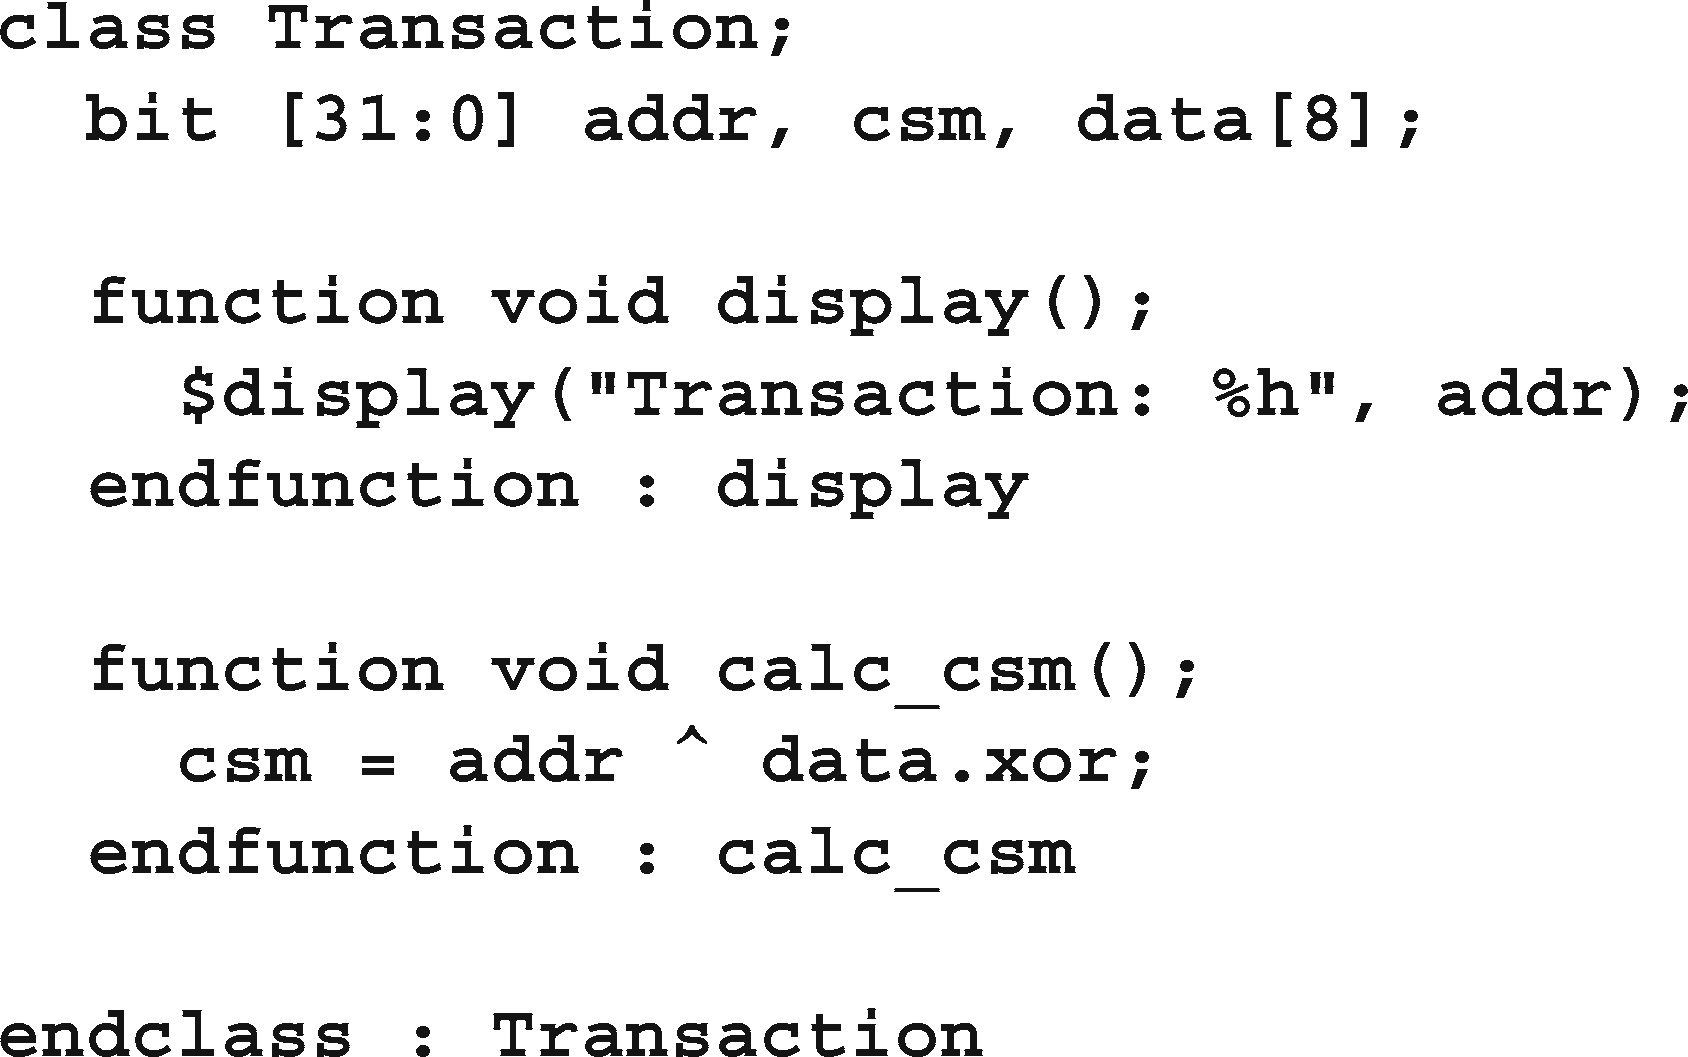 class Transaction;
  bit [31:0] addr, csm, data[8];

  function void display();
    $display("Transaction: %h", addr);
  endfunction : display

  function void calc_csm();
    csm = addr ^ data.xor;
  endfunction : calc_csm

endclass : Transaction